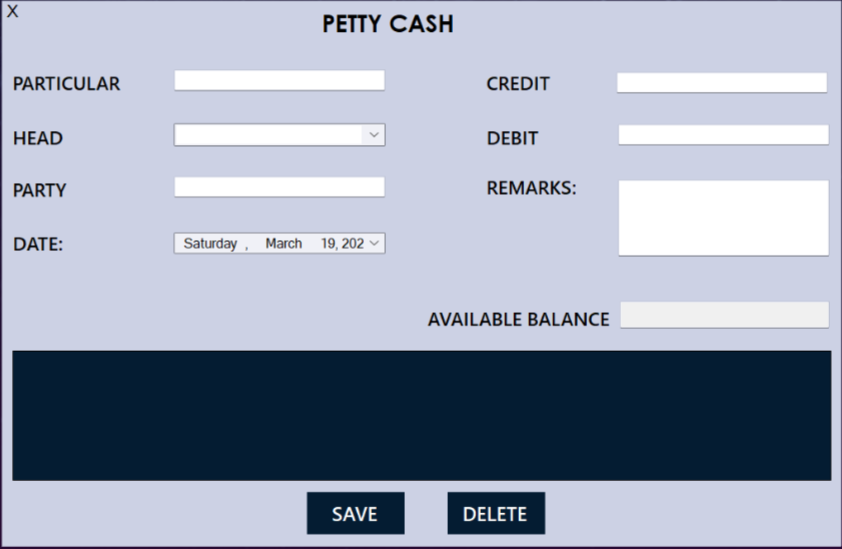 X
PETTY CASH
PARTICULAR
CREDIT
HEAD
DEBIT
PARTY
REMARKS:
DATE:
Saturday , March 19, 202
AVAILABLE BALANCE
SAVE
DELETE